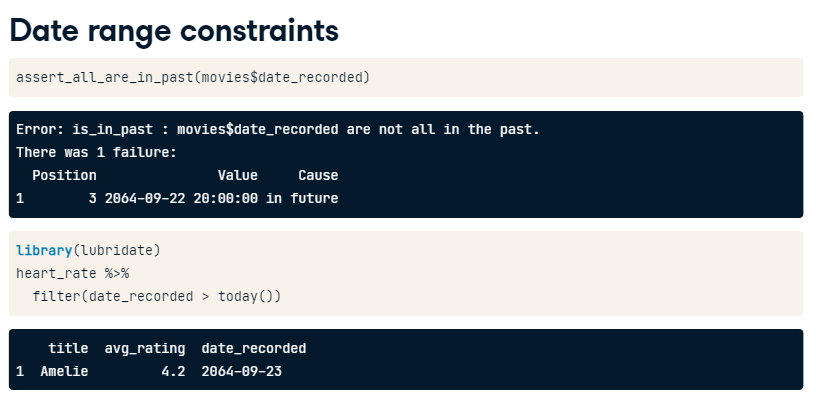 Date range constraints
assert_all_are_in_past(movies$date_recorded)
Error: is_in_past : movies$date_recorded are not all in the past.
There was 1 failure:
  Position               Value     Cause
1        3 2064-09-22 20:00:00 in future
library(lubridate)
heart_rate %>%
  filter(date_recorded > today())
    title  avg_rating  date_recorded
1  Amelie         4.2  2064-09-23